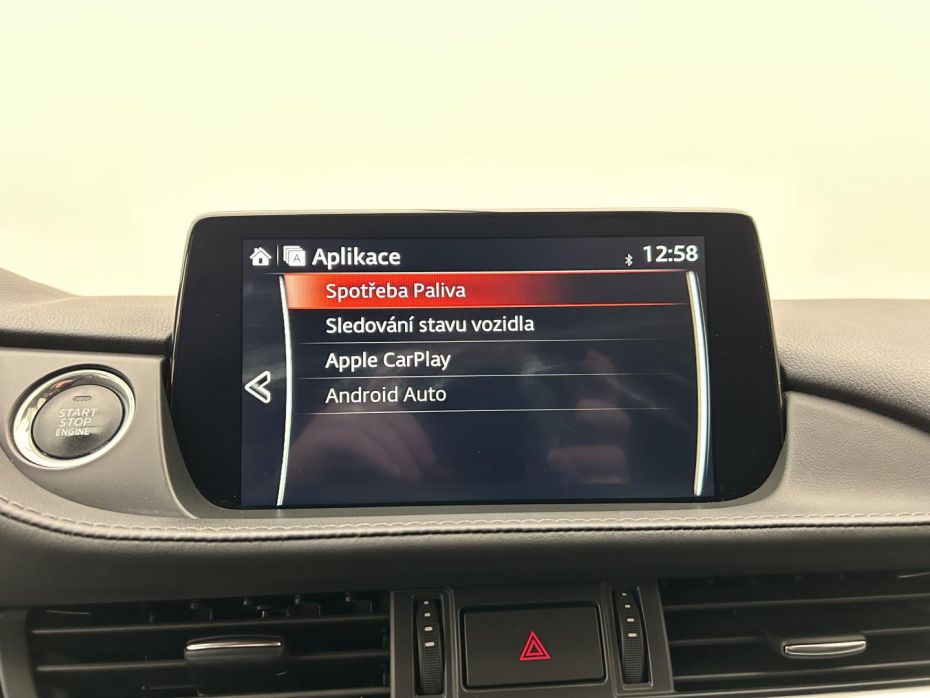 A Aplikace 12:58
Spotřeba Paliva
Sledování stavu vozidla
Apple CarPlay
Android Auto
START
STOP
ENGINE